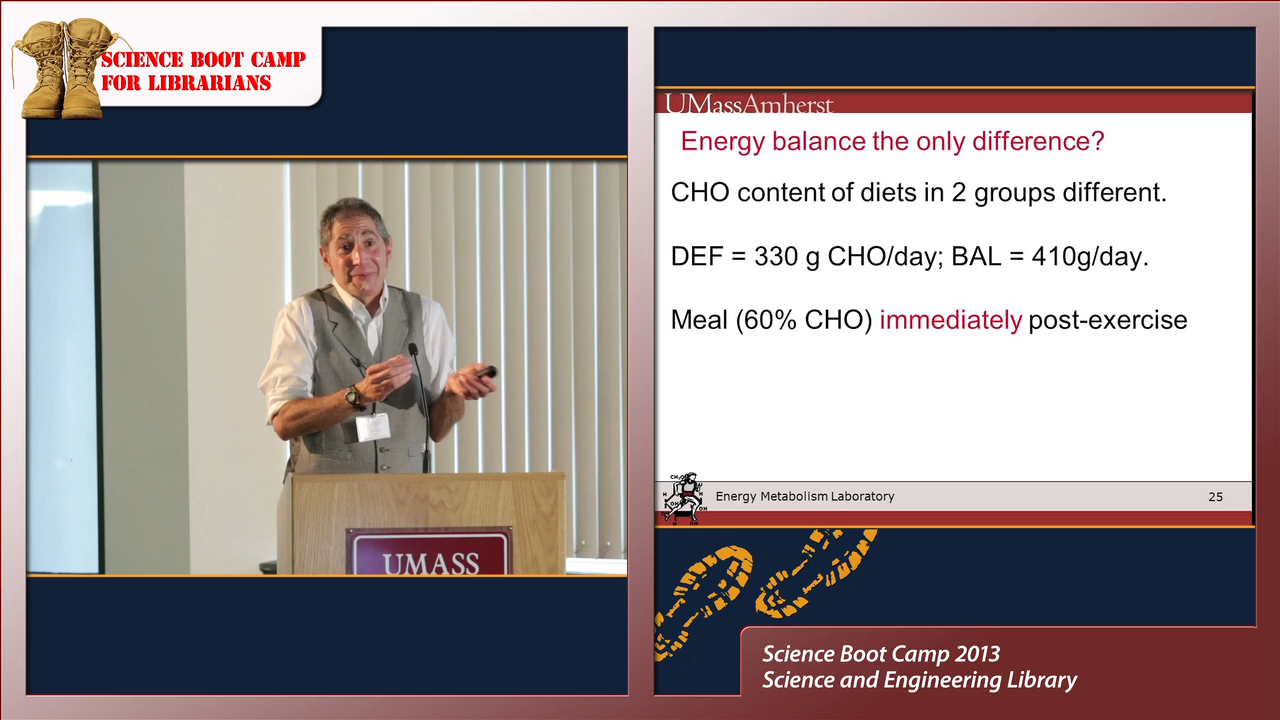 SCIENCE BOOT CAMP
FOR LIBRARIANS
UMASS
UMassAmherst
Energy balance the only difference?
CHO content of diets in 2 groups different.
DEF = 330 g CHO/day; BAL = 410g/day.
Meal (60% CHO) immediately post-exercise
Energy Metabolism Laboratory
25
Science Boot Camp 2013
Science and Engineering Library